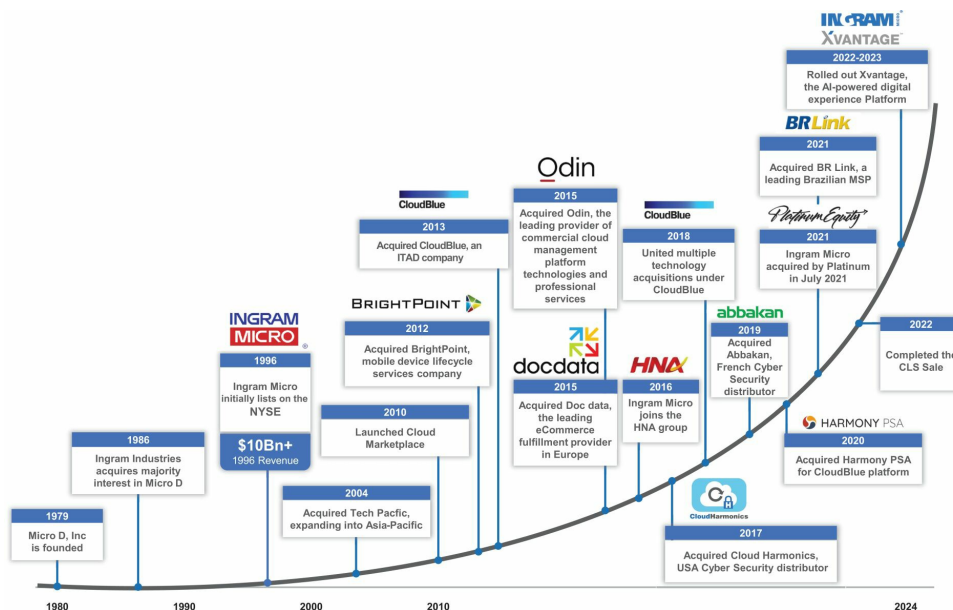 INGRAM MICRO
XVANTAGE™
2022-2023
Rolled out Xvantage,
the AI-powered digital
experience Platform
BRLink
2021
Acquired BR Link, a
leading Brazilian MSP
Platinum Equity
2021
Ingram Micro
acquired by Platinum
in July 2021
2022
Completed the
CLS Sale
Odin
2015
Acquired Odin, the
leading provider of
commercial cloud
management
platform
technologies and
professional
services
CloudBlue
2018
United multiple
technology
acquisitions under
CloudBlue
CloudBlue
2013
Acquired CloudBlue, an
ITAD company
BRIGHTPOINT
2012
Acquired BrightPoint,
mobile device lifecycle
services company
abbakan
2019
Acquired
Abbakan,
French Cyber
Security
distributor
docdata
2015
Acquired Doc data,
the leading
eCommerce
fulfillment provider
in Europe
HNA
2016
Ingram Micro
joins the
HNA group
INGRAM
MICRO®
1996
Ingram Micro
initially lists on the
NYSE
$10Bn+
1996 Revenue
2010
Launched Cloud
Marketplace
HARMONY PSA
2020
Acquired Harmony PSA
for CloudBlue platform
1986
Ingram Industries
acquires majority
interest in Micro D
2004
Acquired Tech Pacfic,
expanding into Asia-Pacific
CloudHarmonics
2017
Acquired Cloud Harmonics,
USA Cyber Security distributor
1979
Micro D, Inc
is founded
1980 1990 2000 2010 2024